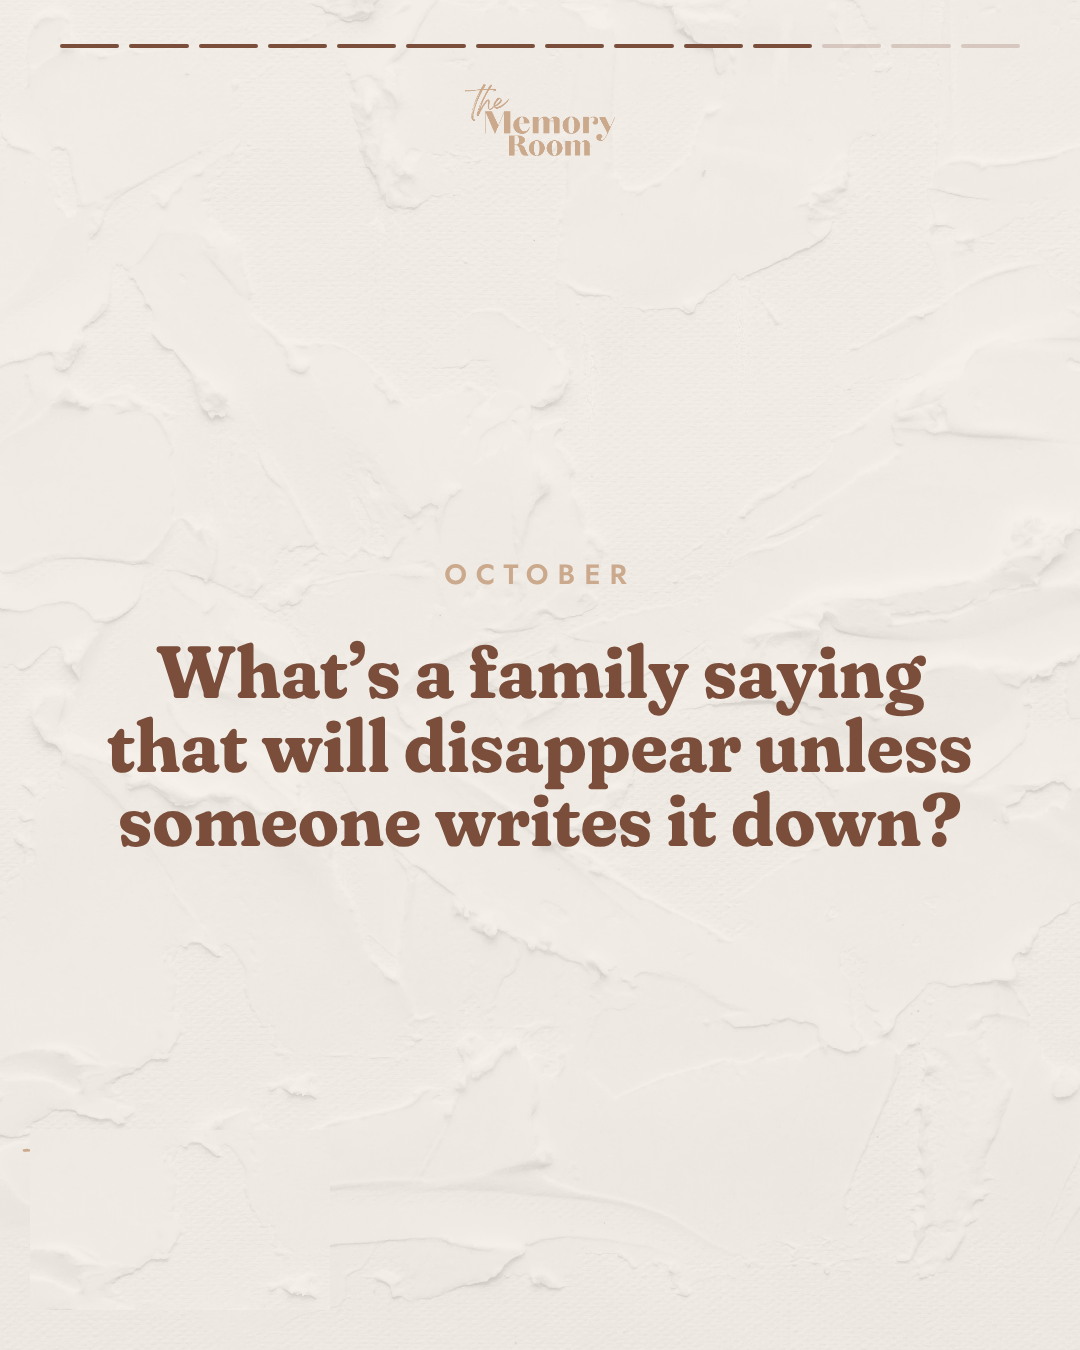 the
Memory
Room
OCTOBER
What’s a family saying
that will disappear unless
someone writes it down?